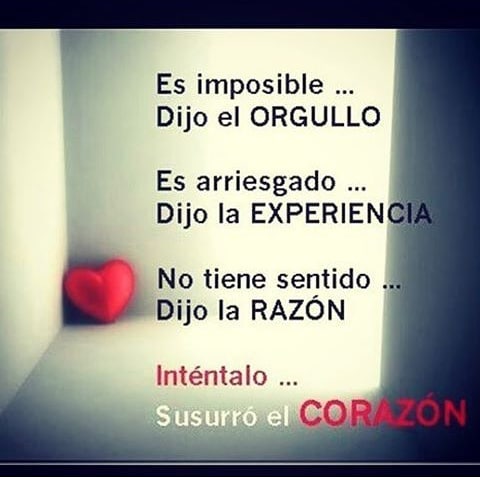 Es imposible ...
Dijo el ORGULLO
Es arriesgado ...
Dijo la EXPERIENCIA
No tiene sentido ...
Dijo la RAZÓN
Inténtalo ...
Susurró el CORAZÓN